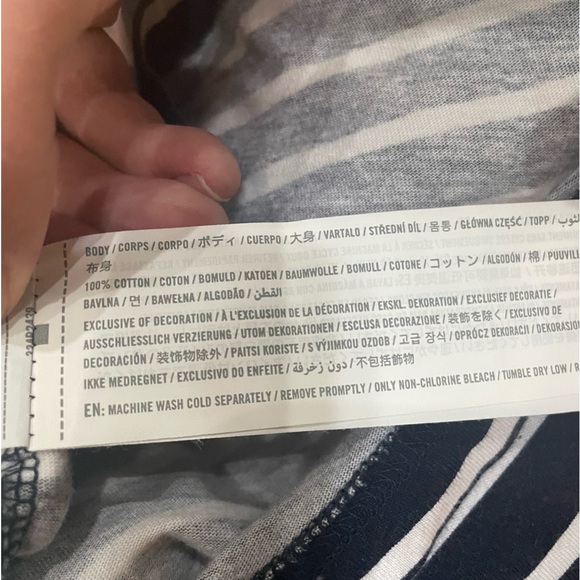 BODY / CORPS / CORPO / ボディ / CUERPO / 大身 / VARTALO / STŘEDNÍ DÍL / 몸통 / GŁÓWNA CZĘŚĆ / TOPP / الثوب /
布身
100% COTTON / COTON / BOMULD / KATOEN / BAUMWOLLE / BOMULL / COTONE / コットン / ALGODÓN / 棉 / PUUVILL
BAVLNA / 면 / BAWEŁNA / ALGODÃO / القطن
EXCLUSIVE OF DECORATION / À L'EXCLUSION DE LA DÉCORATION / EKSKL. DEKORATION / EXCLUSIEF DECORATIE /
AUSSCHLIESSLICH VERZIERUNG / UTOM DEKORATIONEN / ESCLUSA DECORAZIONE / 装飾を除く / EXCLUSIVO DE
DECORACIÓN / 装饰物除外 / PAITSI KORISTE / S VÝJIMKOU OZDOB / 고급 장식 / OPRÓCZ DEKORACJI / DEKORASJON
IKKE MEDREGNET / EXCLUSIVO DO ENFEITE / دون زخرفة / 不包括飾物
EN: MACHINE WASH COLD SEPARATELY / REMOVE PROMPTLY / ONLY NON-CHLORINE BLEACH / TUMBLE DRY LOW /